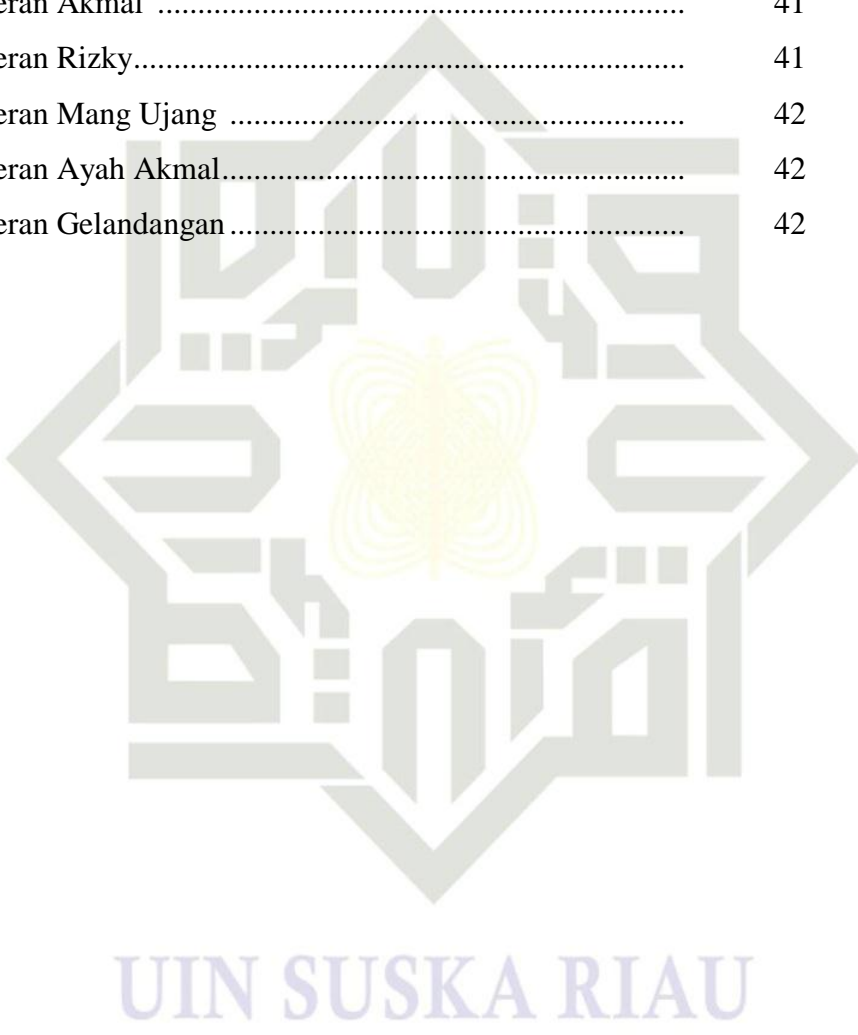 eran Akmal ................................................................ 41
eran Rizky................................................................... 41
eran Mang Ujang ....................................................... 42
eran Ayah Akmal........................................................ 42
eran Gelandangan ....................................................... 42
UIN SUSKA RIAU